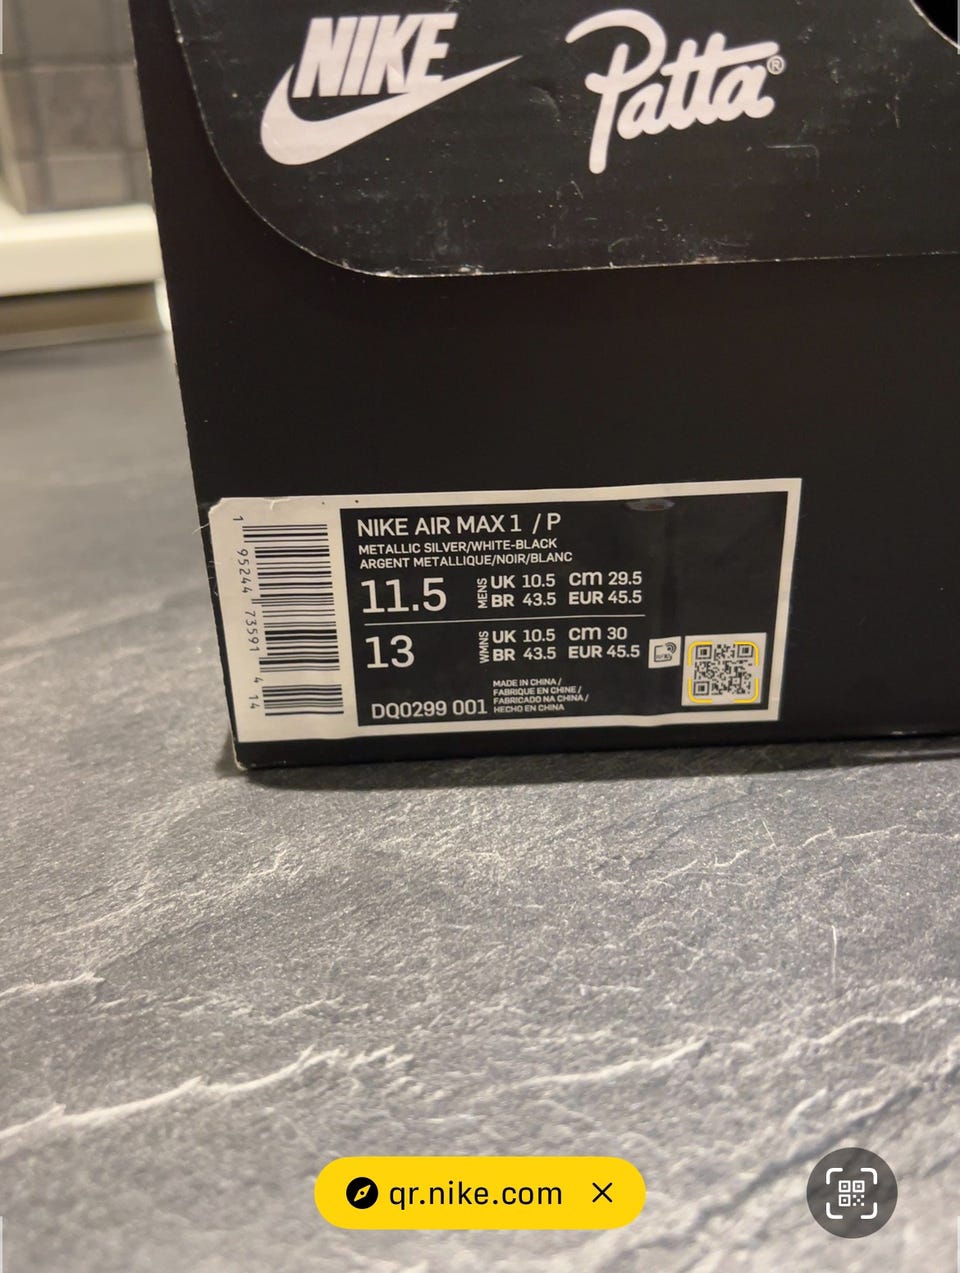 NIKE
Patta®
1 95244 73591 4 14
NIKE AIR MAX 1 / P
METALLIC SILVER/WHITE-BLACK
ARGENT METALLIQUE/NOIR/BLANC
11.5 MENS UK 10.5 cm 29.5
BR 43.5 EUR 45.5
13 WMNS UK 10.5 cm 30
BR 43.5 EUR 45.5
DQ0299 001
MADE IN CHINA /
FABRIQUE EN CHINE /
FABRICADO NA CHINA /
HECHO EN CHINA
qr.nike.com